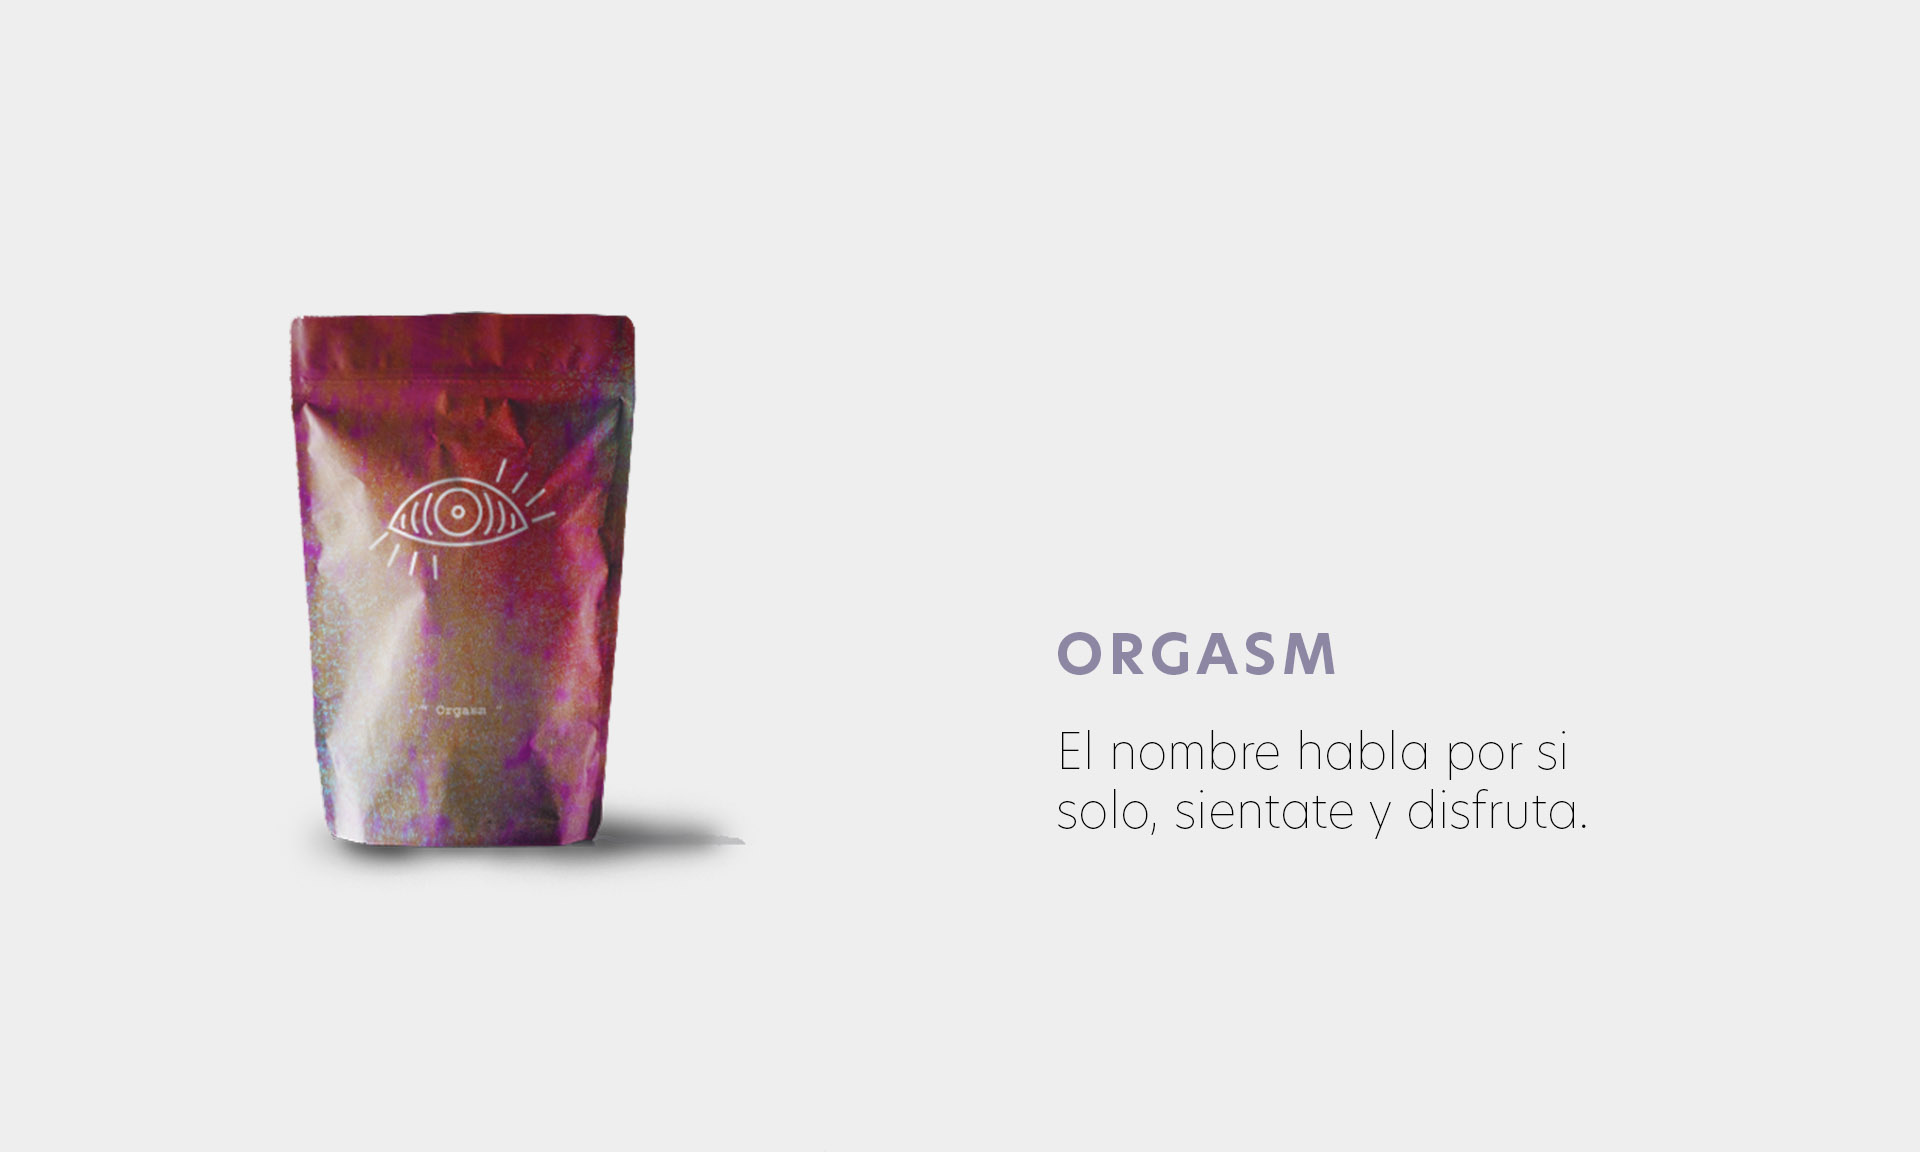 ~ Orgasm ~
ORGASM
El nombre habla por si
solo, sientate y disfruta.